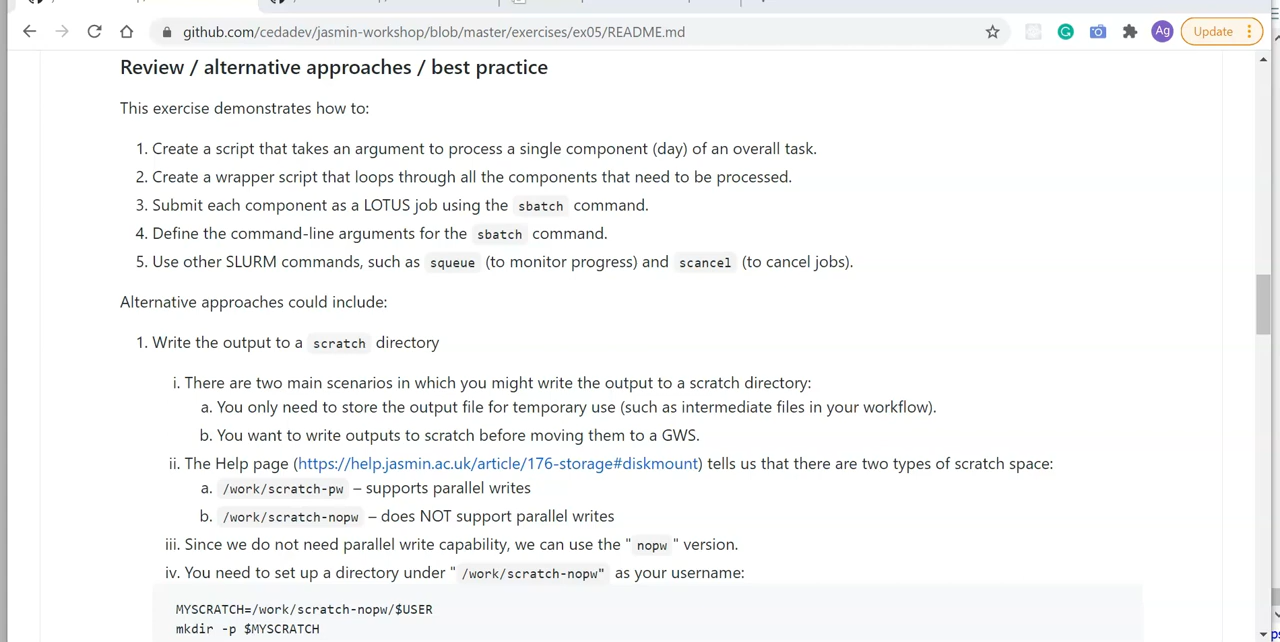 github.com/cedadev/jasmin-workshop/blob/master/exercises/ex05/README.md
Ag
Update
Review / alternative approaches / best practice
This exercise demonstrates how to:
1. Create a script that takes an argument to process a single component (day) of an overall task.
2. Create a wrapper script that loops through all the components that need to be processed.
3. Submit each component as a LOTUS job using the sbatch command.
4. Define the command-line arguments for the sbatch command.
5. Use other SLURM commands, such as squeue (to monitor progress) and scancel (to cancel jobs).
Alternative approaches could include:
1. Write the output to a scratch directory
i. There are two main scenarios in which you might write the output to a scratch directory:
a. You only need to store the output file for temporary use (such as intermediate files in your workflow).
b. You want to write outputs to scratch before moving them to a GWS.
ii. The Help page (https://help.jasmin.ac.uk/article/176-storage#diskmount) tells us that there are two types of scratch space:
a. /work/scratch-pw – supports parallel writes
b. /work/scratch-nopw – does NOT support parallel writes
iii. Since we do not need parallel write capability, we can use the " nopw " version.
iv. You need to set up a directory under " /work/scratch-nopw" as your username:
MYSCRATCH=/work/scratch-nopw/$USER
mkdir -p $MYSCRATCH